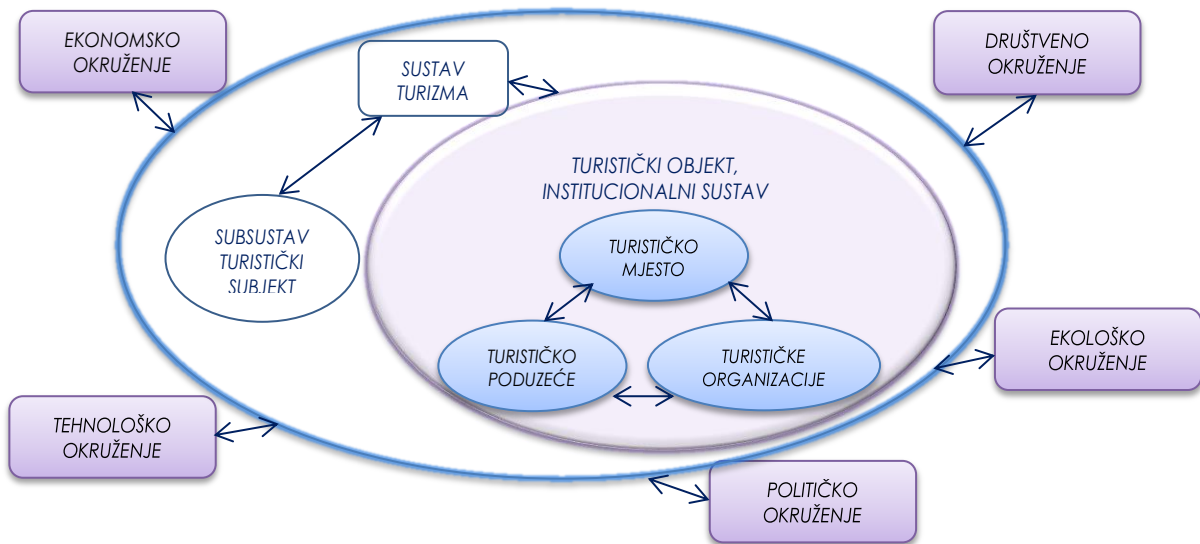 EKONOMSKO
OKRUŽENJE
DRUŠTVENO
OKRUŽENJE
SUSTAV
TURIZMA
TURISTIČKI OBJEKT,
INSTITUCIONALNI SUSTAV
SUBSUSTAV
TURISTIČKI
SUBJEKT
TURISTIČKO
MJESTO
TURISTIČKO
PODUZEĆE
TURISTIČKE
ORGANIZACIJE
EKOLOŠKO
OKRUŽENJE
TEHNOLOŠKO
OKRUŽENJE
POLITIČKO
OKRUŽENJE